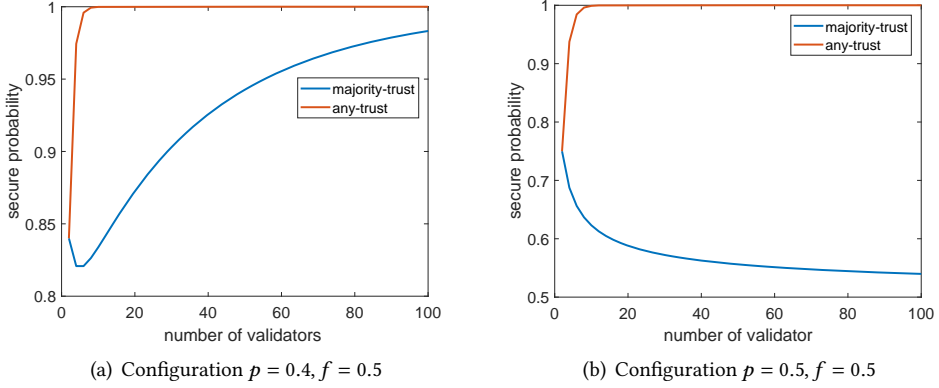 1
0.95
0.9
0.85
0.8
secure probability
majority-trust
any-trust
0 20 40 60 80 100
number of validators
(a) Configuration p = 0.4, f = 0.5
1
0.9
0.8
0.7
0.6
0.5
secure probability
majority-trust
any-trust
0 20 40 60 80 100
number of validator
(b) Configuration p = 0.5, f = 0.5